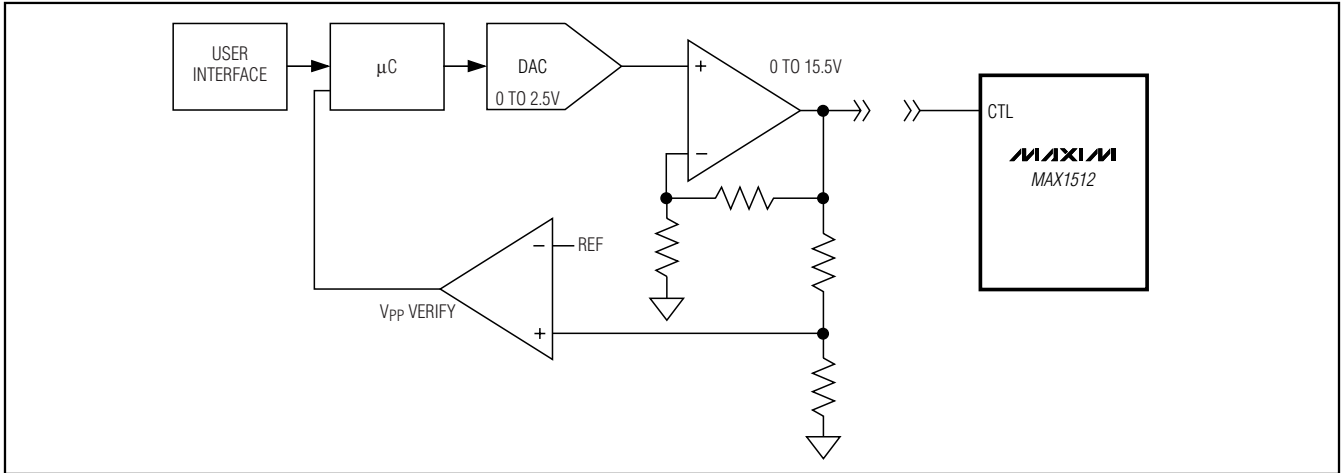 USER
INTERFACE
μC
DAC
0 TO 2.5V
+
−
0 TO 15.5V
CTL
MAXIM
MAX1512
−
REF
VPP VERIFY
+